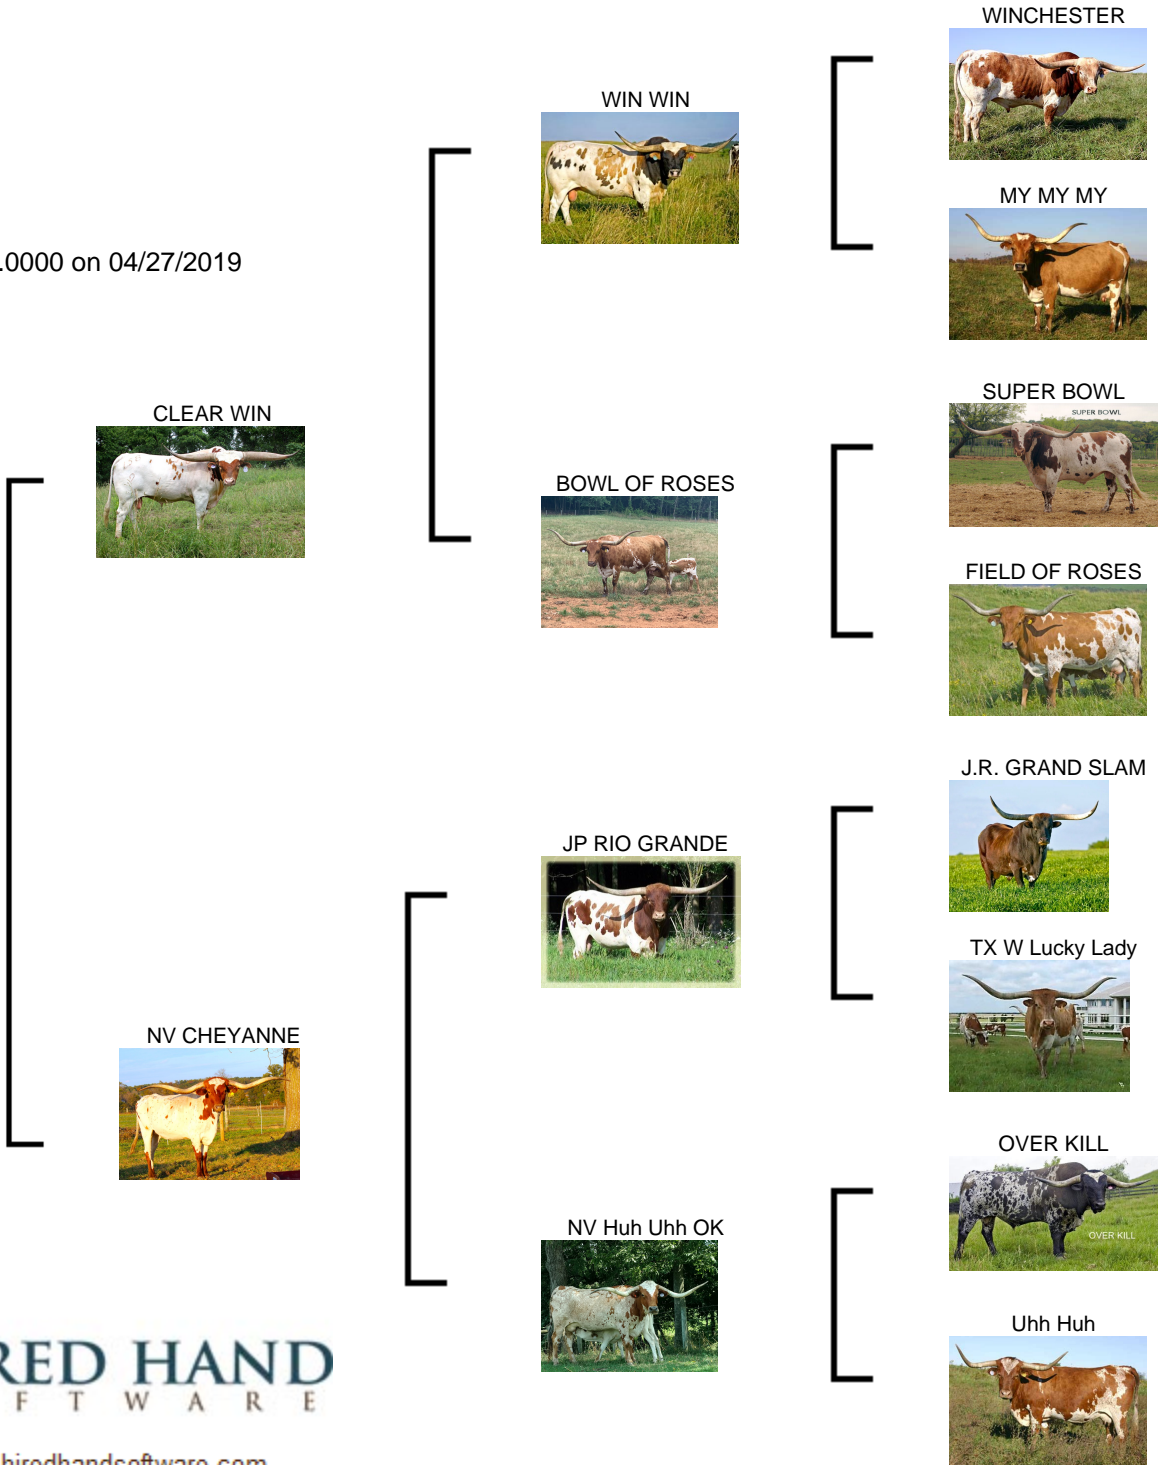 WINCHESTER
WIN WIN
MY MY MY
.0000 on 04/27/2019
SUPER BOWL
SUPER BOWL
CLEAR WIN
BOWL OF ROSES
FIELD OF ROSES
J.R. GRAND SLAM
JP RIO GRANDE
TX W Lucky Lady
NV CHEYANNE
OVER KILL
OVER KILL
NV Huh Uhh OK
Uhh Huh
RED HAND
F T W A R E
hiredhandsoftware.com